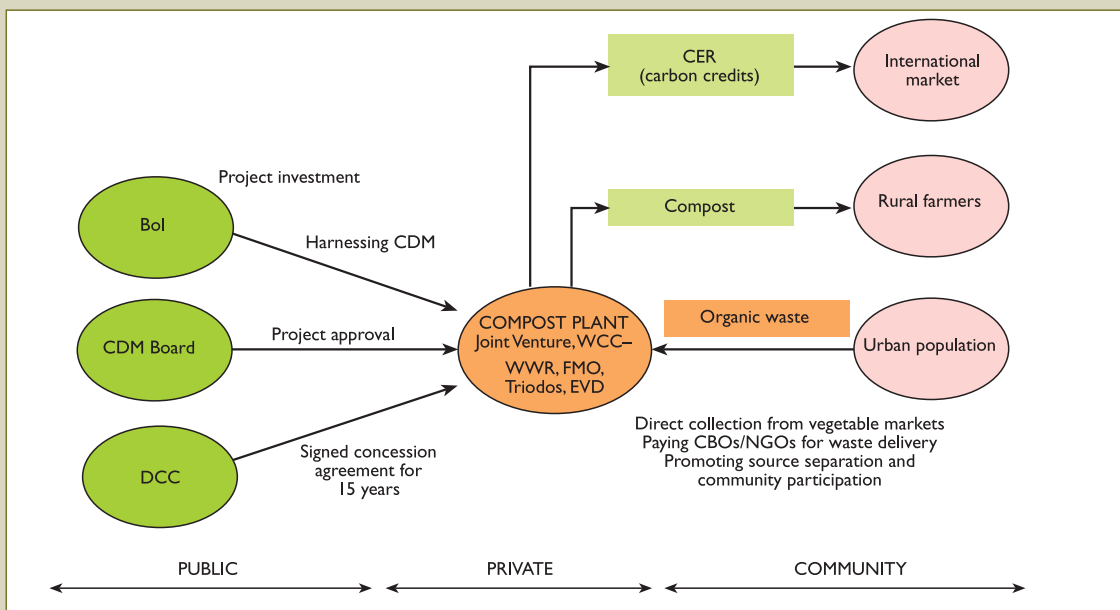 CER
(carbon credits)
International
market
Project investment
BoI
Harnessing CDM
Compost
Rural farmers
CDM Board
Project approval
COMPOST PLANT
Joint Venture, WCC–
WWR, FMO,
Triodos, EVD
Organic waste
Urban population
DCC
Signed concession
agreement for
15 years
Direct collection from vegetable markets
Paying CBOs/NGOs for waste delivery
Promoting source separation and
community participation
PUBLIC
PRIVATE
COMMUNITY